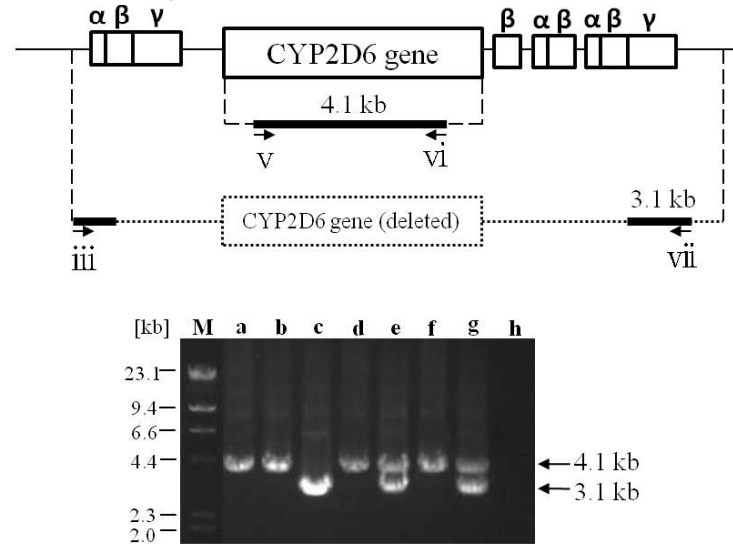 α β γ β α β α β γ
CYP2D6 gene
4.1 kb
v vi
3.1 kb
CYP2D6 gene (deleted)
iii vii
[kb] M a b c d e f g h
23.1
9.4
6.6
4.4 4.1 kb
3.1 kb
2.3
2.0